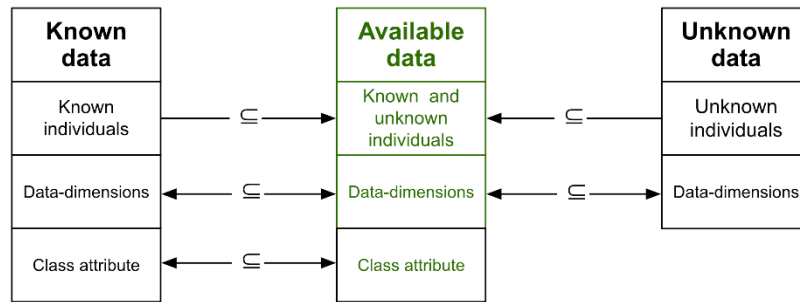 Known
data
Available
data
Unknown
data
Known
individuals
⊆
Known and
unknown
individuals
⊆
Unknown
individuals
Data-dimensions
⊆
Data-dimensions
⊆
Data-dimensions
Class attribute
⊆
Class attribute